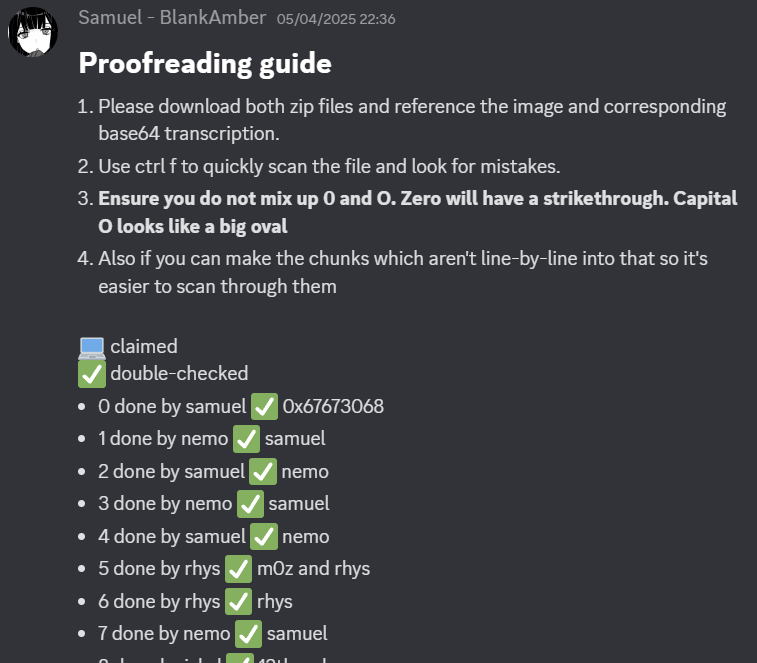 Samuel - BlankAmber 05/04/2025 22:36
Proofreading guide
1. Please download both zip files and reference the image and corresponding
base64 transcription.
2. Use ctrl f to quickly scan the file and look for mistakes.
3. Ensure you do not mix up 0 and O. Zero will have a strikethrough. Capital
O looks like a big oval
4. Also if you can make the chunks which aren't line-by-line into that so it's
easier to scan through them
💻 claimed
✅ double-checked
• 0 done by samuel ✅ 0x67673068
• 1 done by nemo ✅ samuel
• 2 done by samuel ✅ nemo
• 3 done by nemo ✅ samuel
• 4 done by samuel ✅ nemo
• 5 done by rhys ✅ m0z and rhys
• 6 done by rhys ✅ rhys
• 7 done by nemo ✅ samuel